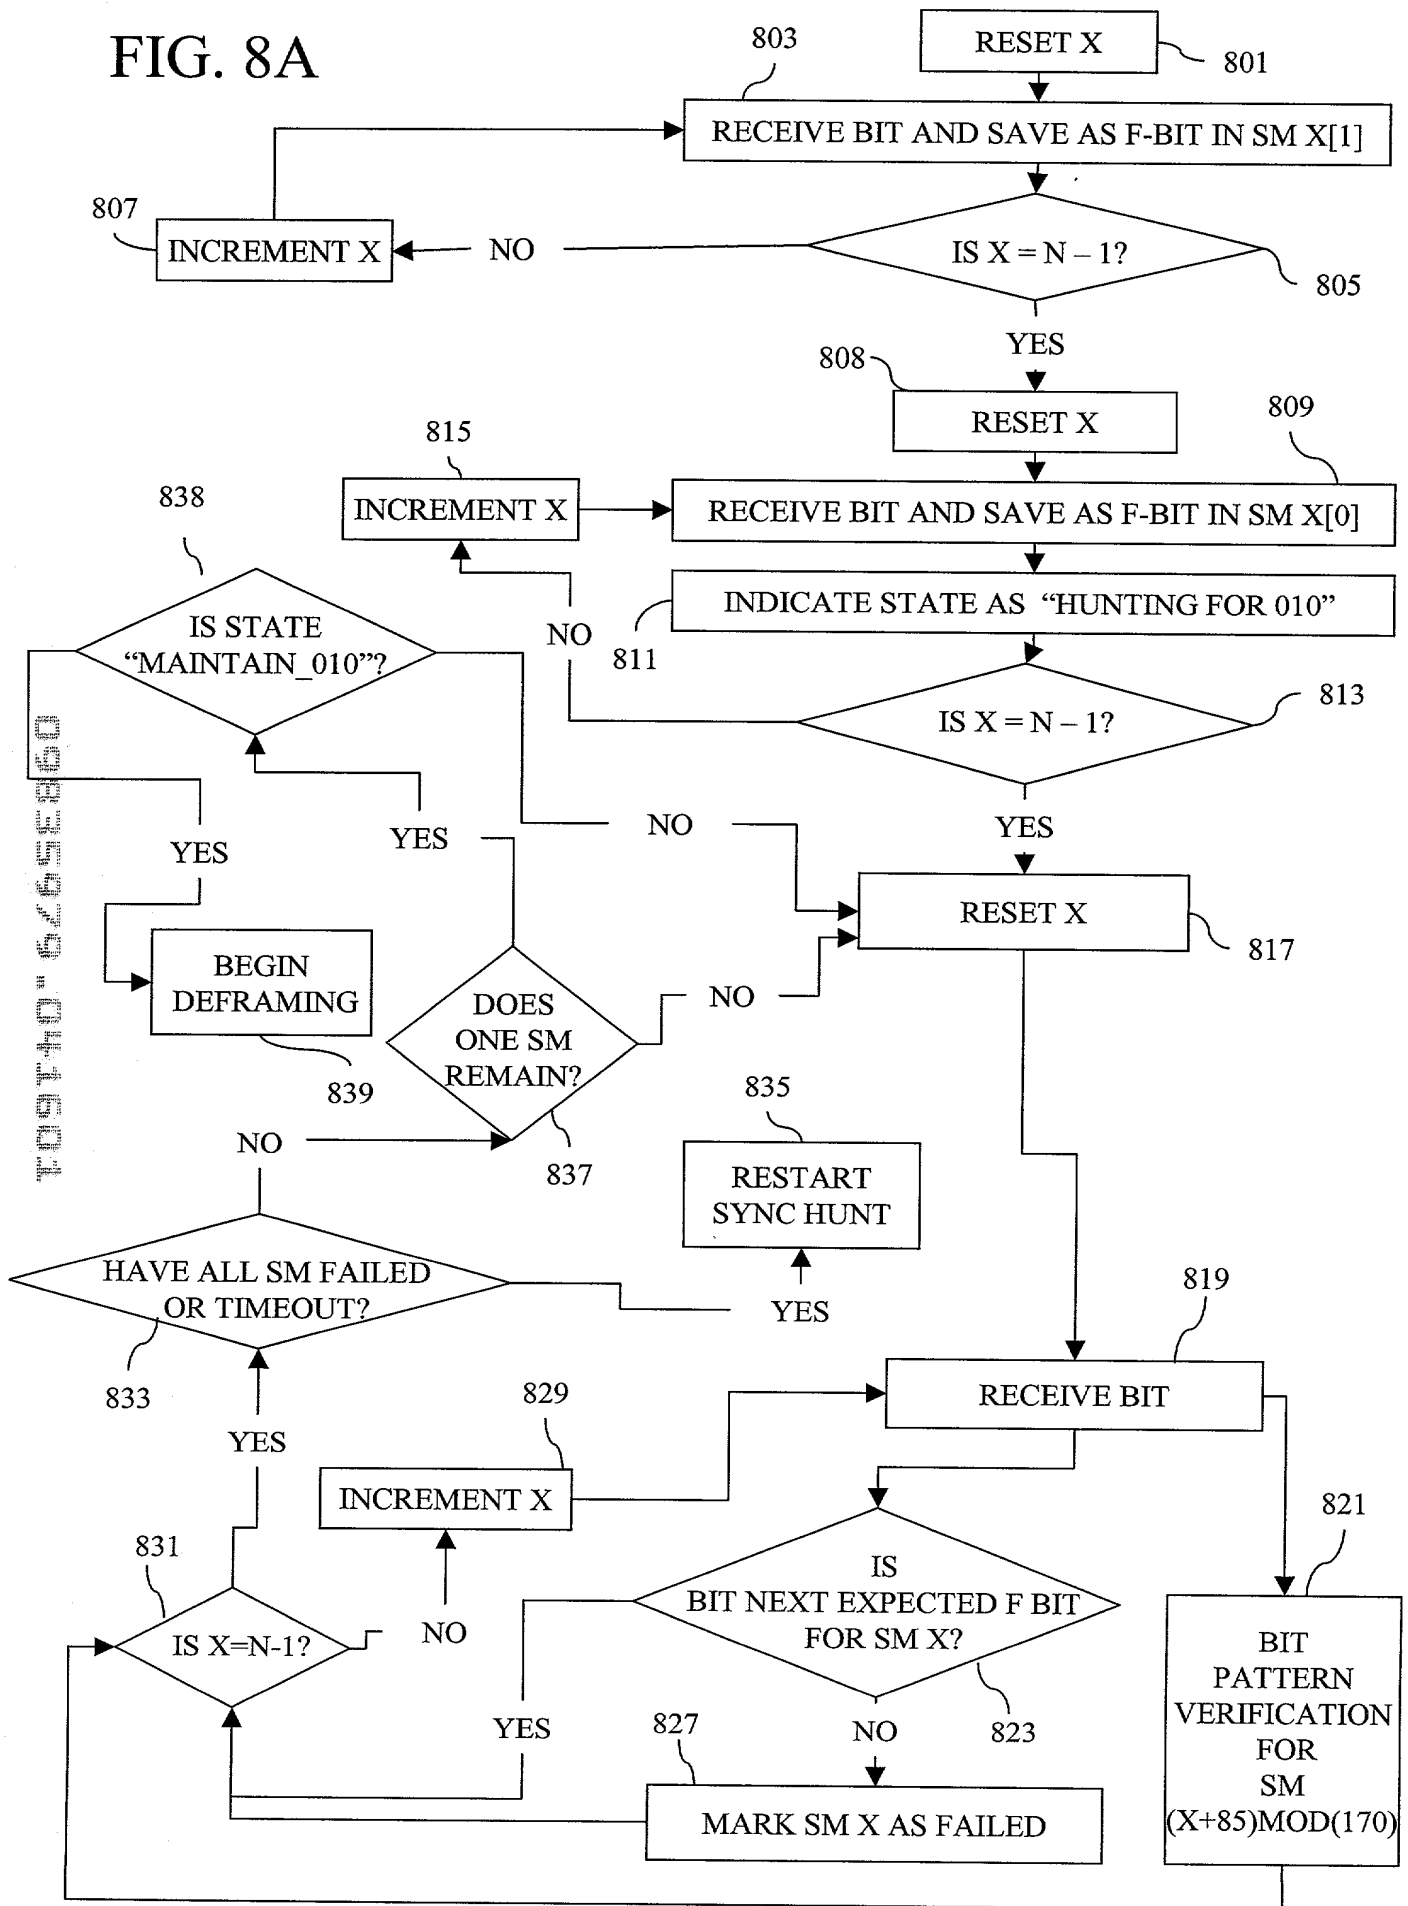 FIG. 8A
RESET X
801
803
RECEIVE BIT AND SAVE AS F-BIT IN SM X[1]
807
INCREMENT X
NO
IS X = N – 1?
805
YES
808
RESET X
809
815
INCREMENT X
RECEIVE BIT AND SAVE AS F-BIT IN SM X[0]
838
INDICATE STATE AS “HUNTING FOR 010”
811
NO
IS STATE
“MAINTAIN_010”?
IS X = N – 1?
813
YES
YES
NO
YES
RESET X
817
BEGIN
DEFRAMING
839
DOES
ONE SM
REMAIN?
NO
837
NO
835
RESTART
SYNC HUNT
HAVE ALL SM FAILED
OR TIMEOUT?
YES
833
819
RECEIVE BIT
829
YES
INCREMENT X
821
831
IS X=N-1?
NO
IS
BIT NEXT EXPECTED F BIT
FOR SM X?
823
YES
NO
827
MARK SM X AS FAILED
BIT
PATTERN
VERIFICATION
FOR
SM
(X+85)MOD(170)
09835979.041601